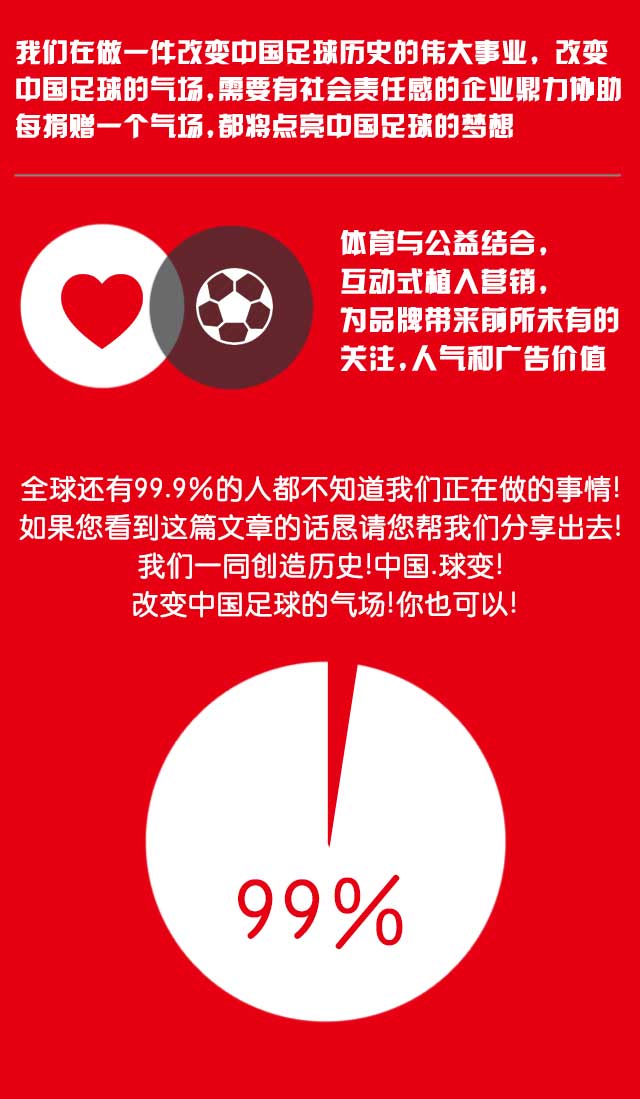 我们在做一件改变中国足球历史的伟大事业，改变
中国足球的气场,需要有社会责任感的企业鼎力协助
每捐赠一个气场,都将点亮中国足球的梦想
体育与公益结合,
互动式植入营销,
为品牌带来前所未有的
关注,人气和广告价值
全球还有99.9%的人都不知道我们正在做的事情!
如果您看到这篇文章的话恳请您帮我们分享出去!
我们一同创造历史!中国.球变!
改变中国足球的气场!你也可以!
99%